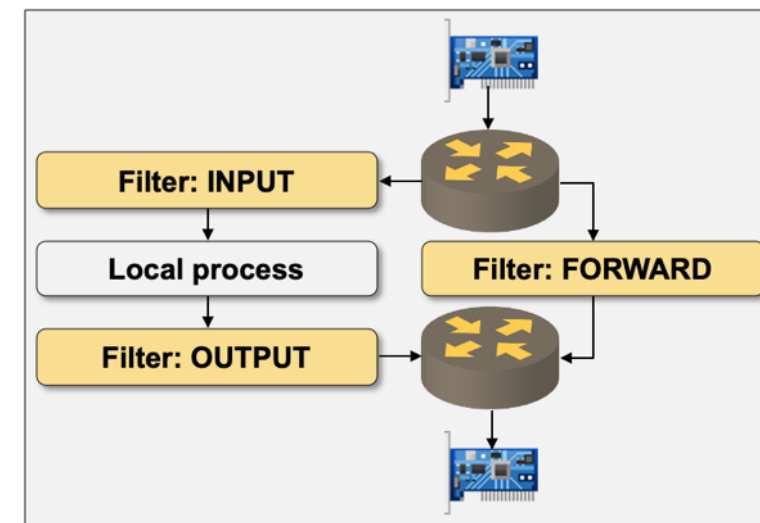 Filter: INPUT
Local process
Filter: FORWARD
Filter: OUTPUT